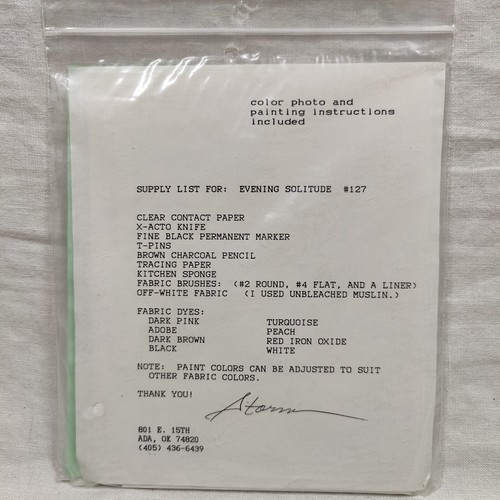 color photo and
painting instructions
included
SUPPLY LIST FOR: EVENING SOLITUDE #127
CLEAR CONTACT PAPER
X-ACTO KNIFE
FINE BLACK PERMANENT MARKER
T-PINS
BROWN CHARCOAL PENCIL
TRACING PAPER
KITCHEN SPONGE
FABRIC BRUSHES: (#2 ROUND, #4 FLAT, AND A LINER)
OFF-WHITE FABRIC (I USED UNBLEACHED MUSLIN.)
FABRIC DYES:
DARK PINK TURQUOISE
ADOBE PEACH
DARK BROWN RED IRON OXIDE
BLACK WHITE
NOTE: PAINT COLORS CAN BE ADJUSTED TO SUIT
OTHER FABRIC COLORS.
THANK YOU!
Storm
801 E. 15TH
ADA, OK 74820
(405) 436-6439